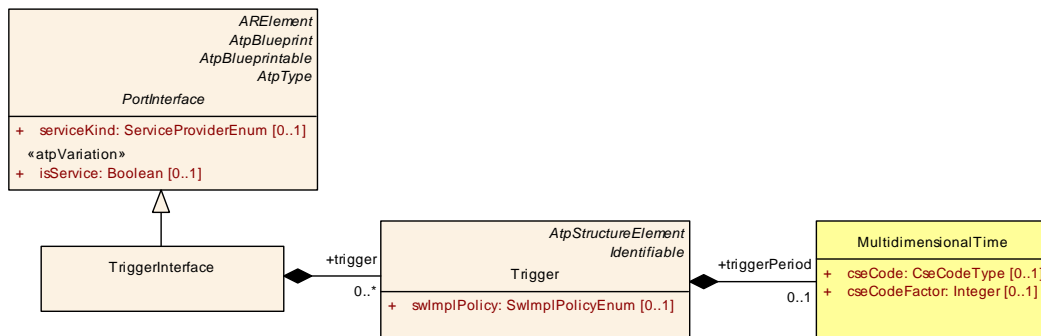 ARElement
AtpBlueprint
AtpBlueprintable
AtpType
PortInterface
+ serviceKind: ServiceProviderEnum [0..1]
«atpVariation»
+ isService: Boolean [0..1]
TriggerInterface
+trigger
0..*
AtpStructureElement
Identifiable
Trigger
+ swImplPolicy: SwImplPolicyEnum [0..1]
+triggerPeriod
0..1
MultidimensionalTime
+ cseCode: CseCodeType [0..1]
+ cseCodeFactor: Integer [0..1]